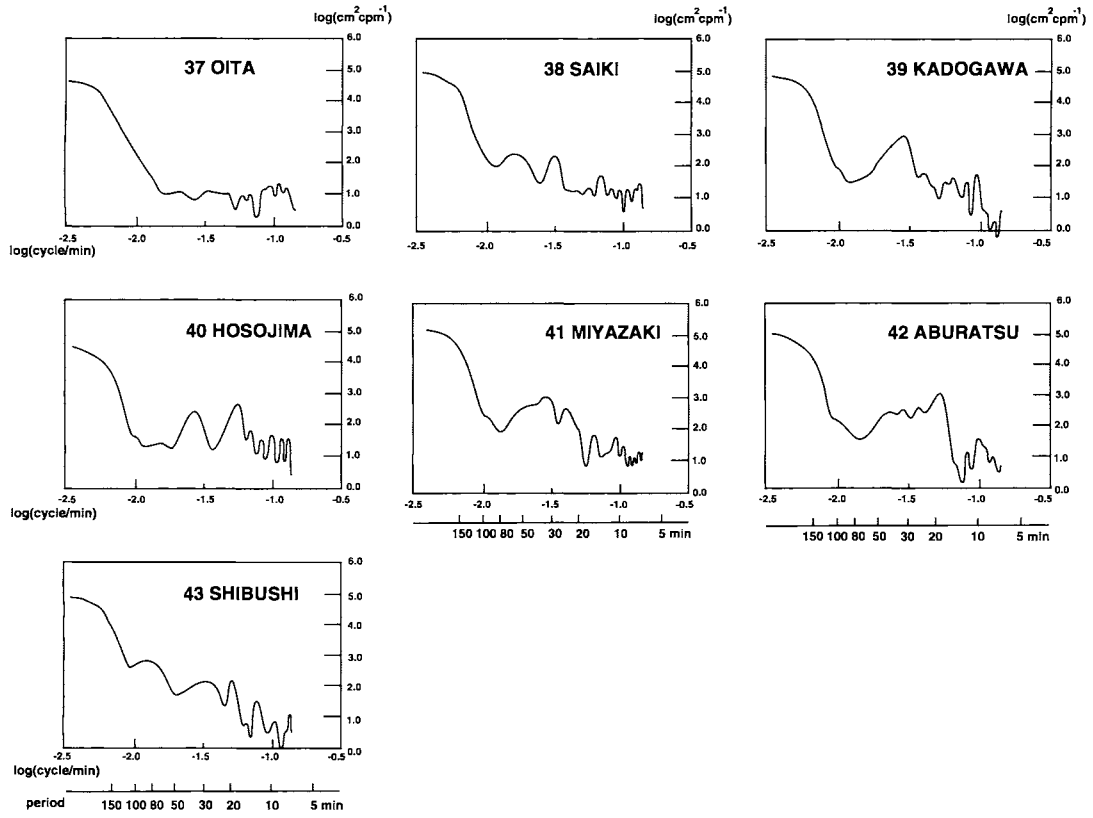 log(cm²cpm⁻¹) log(cm²cpm⁻¹) log(cm²cpm⁻¹)
37 OITA
6.0
5.0
4.0
3.0
2.0
1.0
0.0
-2.5 -2.0 -1.5 -1.0 -0.5
log(cycle/min)
38 SAIKI
6.0
5.0
4.0
3.0
2.0
1.0
0.0
-2.5 -2.0 -1.5 -1.0 -0.5
39 KADOGAWA
6.0
5.0
4.0
3.0
2.0
1.0
0.0
-2.5 -2.0 -1.5 -1.0 -0.5
40 HOSOJIMA
6.0
5.0
4.0
3.0
2.0
1.0
0.0
-2.5 -2.0 -1.5 -1.0 -0.5
log(cycle/min)
41 MIYAZAKI
6.0
5.0
4.0
3.0
2.0
1.0
0.0
-2.5 -2.0 -1.5 -1.0 -0.5
150 100 80 50 30 20 10 5 min
42 ABURATSU
6.0
5.0
4.0
3.0
2.0
1.0
0.0
-2.5 -2.0 -1.5 -1.0 -0.5
150 100 80 50 30 20 10 5 min
43 SHIBUSHI
6.0
5.0
4.0
3.0
2.0
1.0
0.0
-2.5 -2.0 -1.5 -1.0 -0.5
log(cycle/min)
period 150 100 80 50 30 20 10 5 min